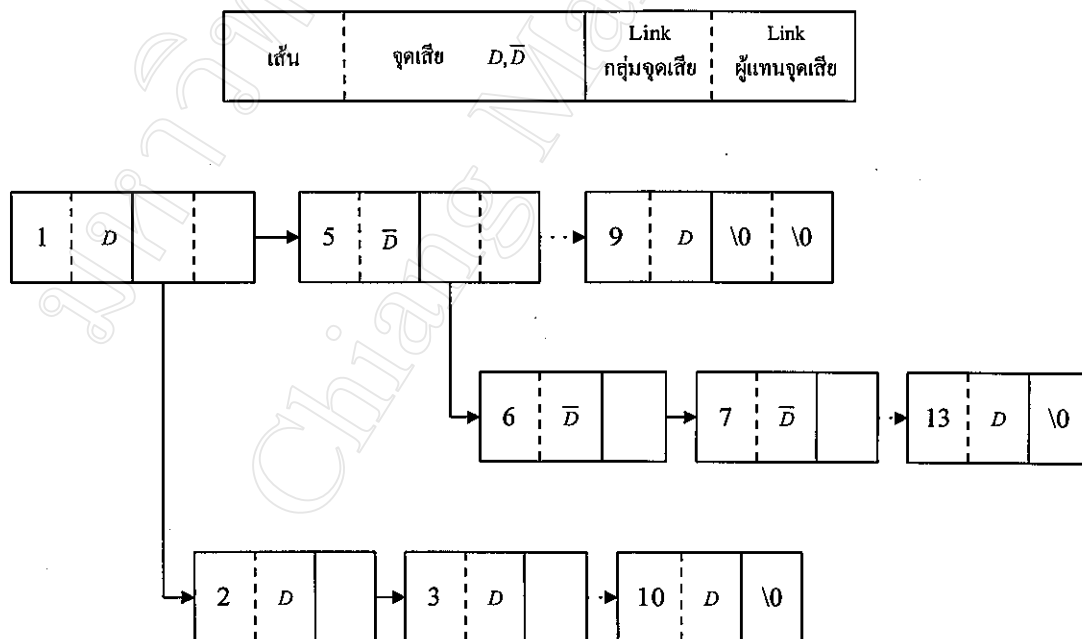 เส้น จุดเสีย D, D̅ Link กลุ่มจุดเสีย Link ผู้แทนจุดเสีย
1 D 5 D̅ 9 D \0 \0
6 D̅ 7 D̅ 13 D \0
2 D 3 D 10 D \0
Chiang Ma